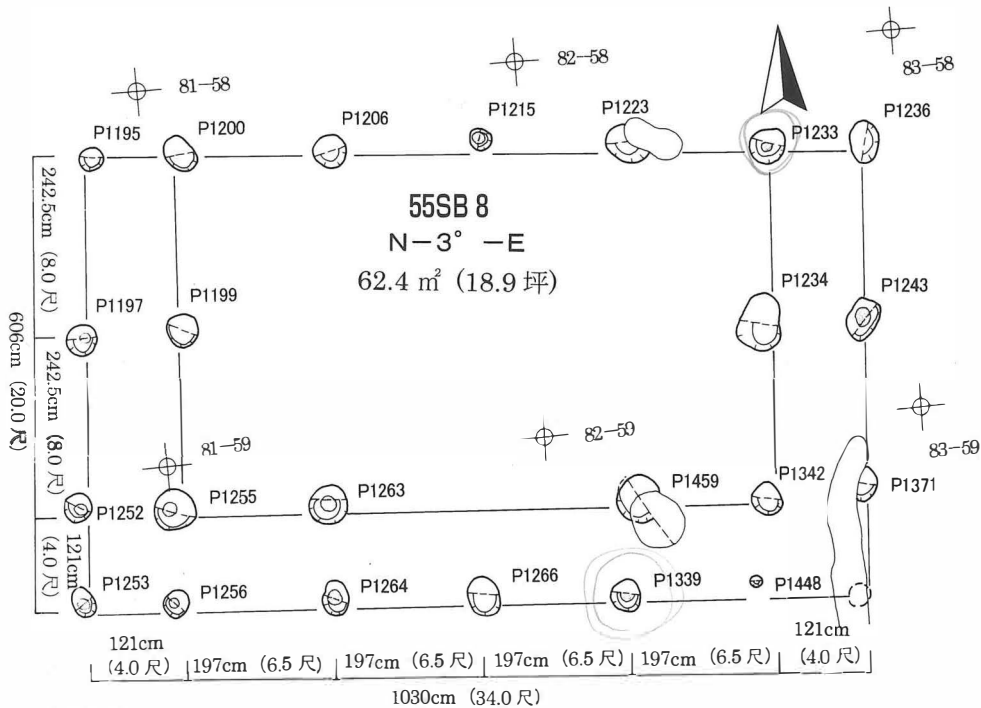 81-58
82-58
83-58
P1195
P1200
P1206
P1215
P1223
P1233
P1236
55SB 8
N-3° -E
62.4 ㎡ (18.9 坪)
242.5cm (8.0 尺)
P1197
P1199
P1234
P1243
606cm (20.0 尺)
242.5cm (8.0 尺)
81-59
82-59
83-59
P1252
P1255
P1263
P1459
P1342
P1371
121cm
(4.0 尺)
P1253
P1256
P1264
P1266
P1339
P1448
121cm
(4.0 尺)
197cm (6.5 尺)
197cm (6.5 尺)
197cm (6.5 尺)
197cm (6.5 尺)
121cm
(4.0 尺)
1030cm (34.0 尺)